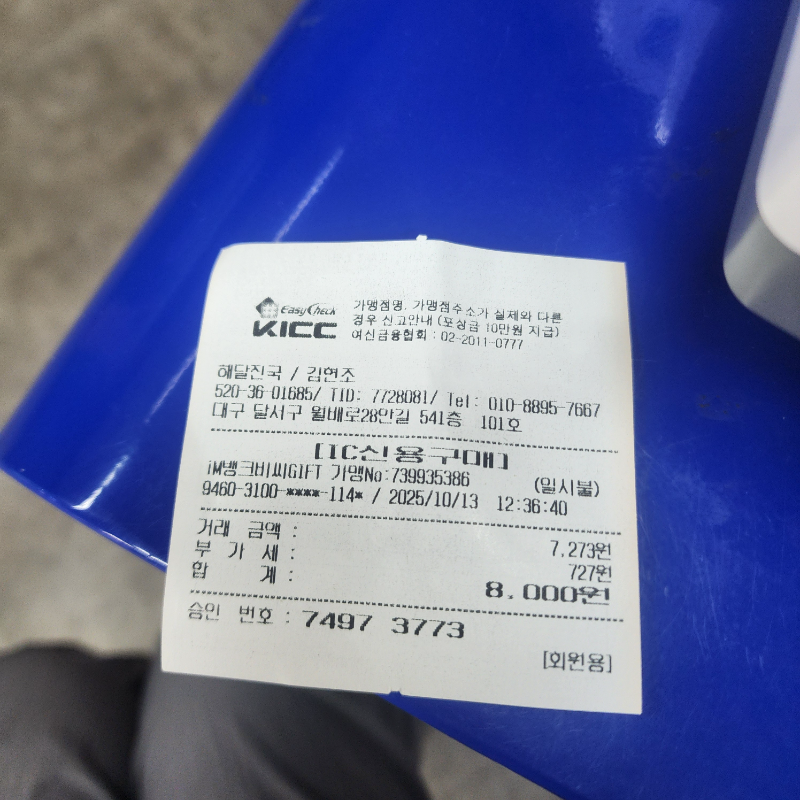 EasyCheck
KICC
가맹점명, 가맹점주소가 실제와 다른
경우 신고안내 (포상금 10만원 지급)
여신금융협회 : 02-2011-0777
해달진국 / 김현조
520-36-01685/ TID: 7728081/ Tel: 010-8895-7667
대구 달서구 월배로28안길 541층 101호
[IC신용구매]
iM뱅크비씨GIFT 가맹No:739935386 (일시불)
9460-3100-****-114* / 2025/10/13 12:36:40
거래 금액 : 7,273원
부 가 세 : 727원
합 계 : 8,000원
승인 번호 : 7497 3773
[회원용]